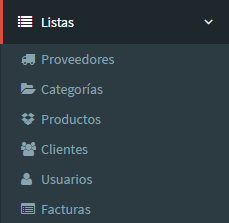 Listas
Proveedores
Categorías
Productos
Clientes
Usuarios
Facturas